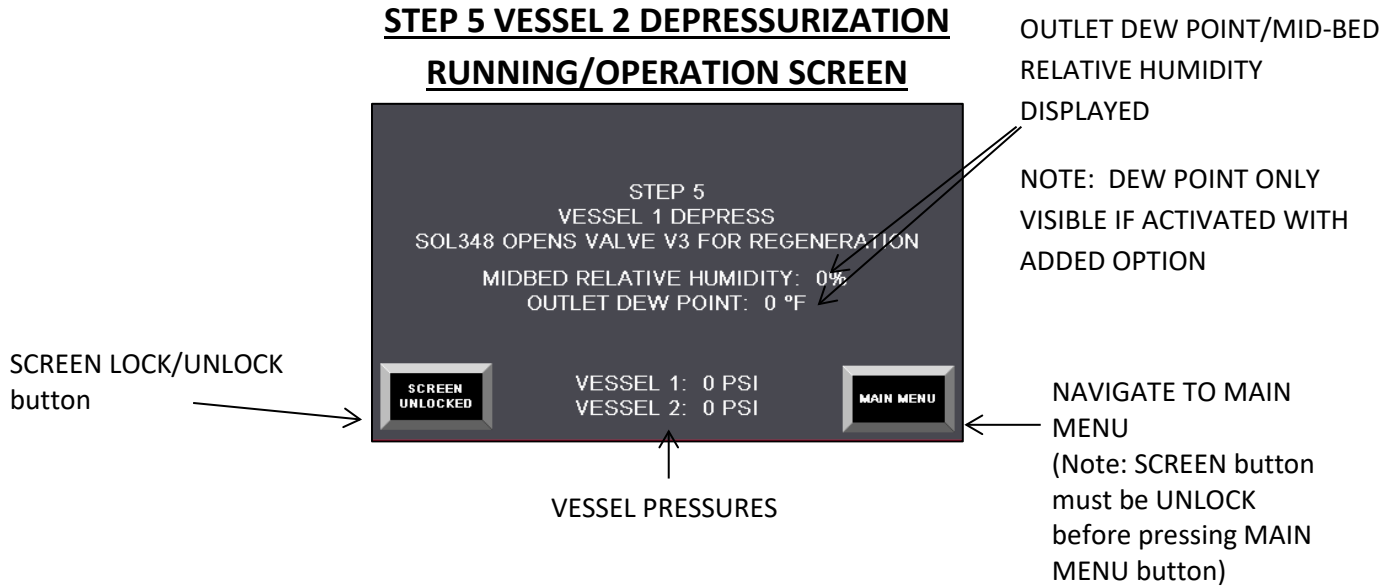 STEP 5 VESSEL 2 DEPRESSURIZATION
RUNNING/OPERATION SCREEN
OUTLET DEW POINT/MID-BED
RELATIVE HUMIDITY
DISPLAYED
NOTE: DEW POINT ONLY
VISIBLE IF ACTIVATED WITH
ADDED OPTION
STEP 5
VESSEL 1 DEPRESS
SOL348 OPENS VALVE V3 FOR REGENERATION
MIDBED RELATIVE HUMIDITY: 0%
OUTLET DEW POINT: 0 °F
SCREEN LOCK/UNLOCK
button
SCREEN
UNLOCKED
VESSEL 1: 0 PSI
VESSEL 2: 0 PSI
MAIN MENU
NAVIGATE TO MAIN
MENU
(Note: SCREEN button
must be UNLOCK
before pressing MAIN
MENU button)
VESSEL PRESSURES